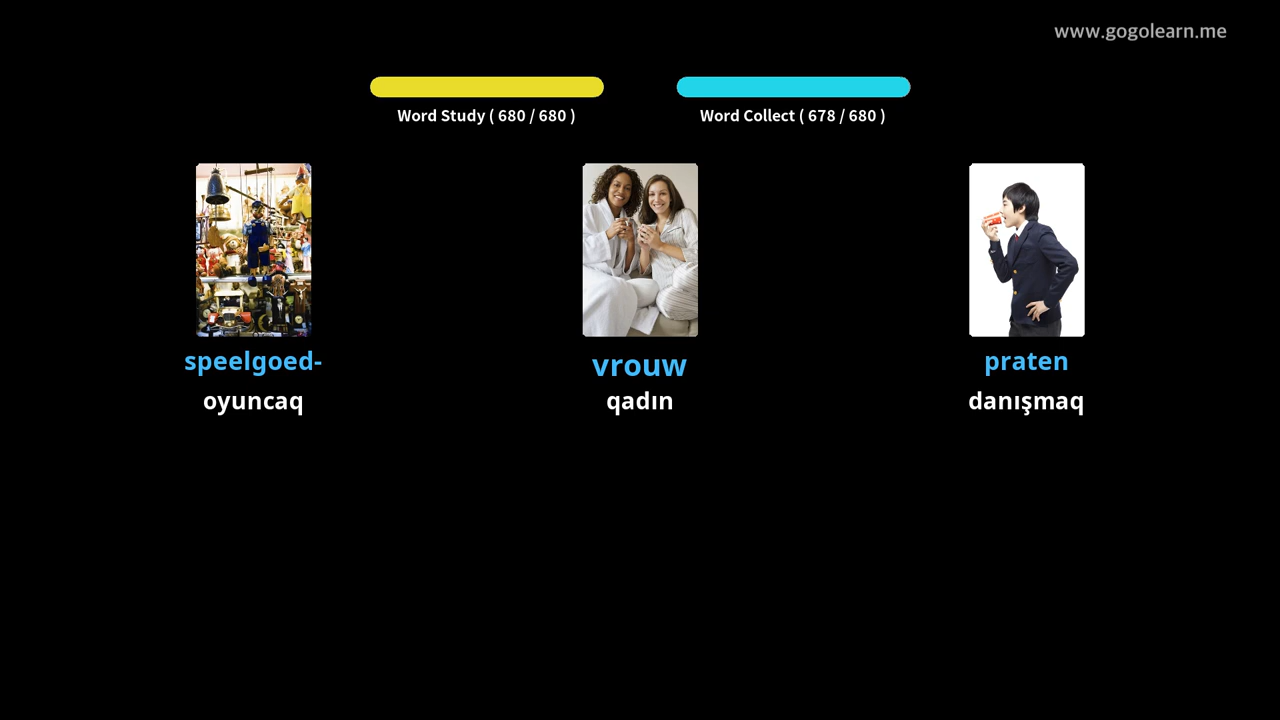 www.gogolearn.me
Word Study ( 680 / 680 )
Word Collect ( 678 / 680 )
speelgoed-
vrouw
praten
oyuncaq
qadın
danışmaq